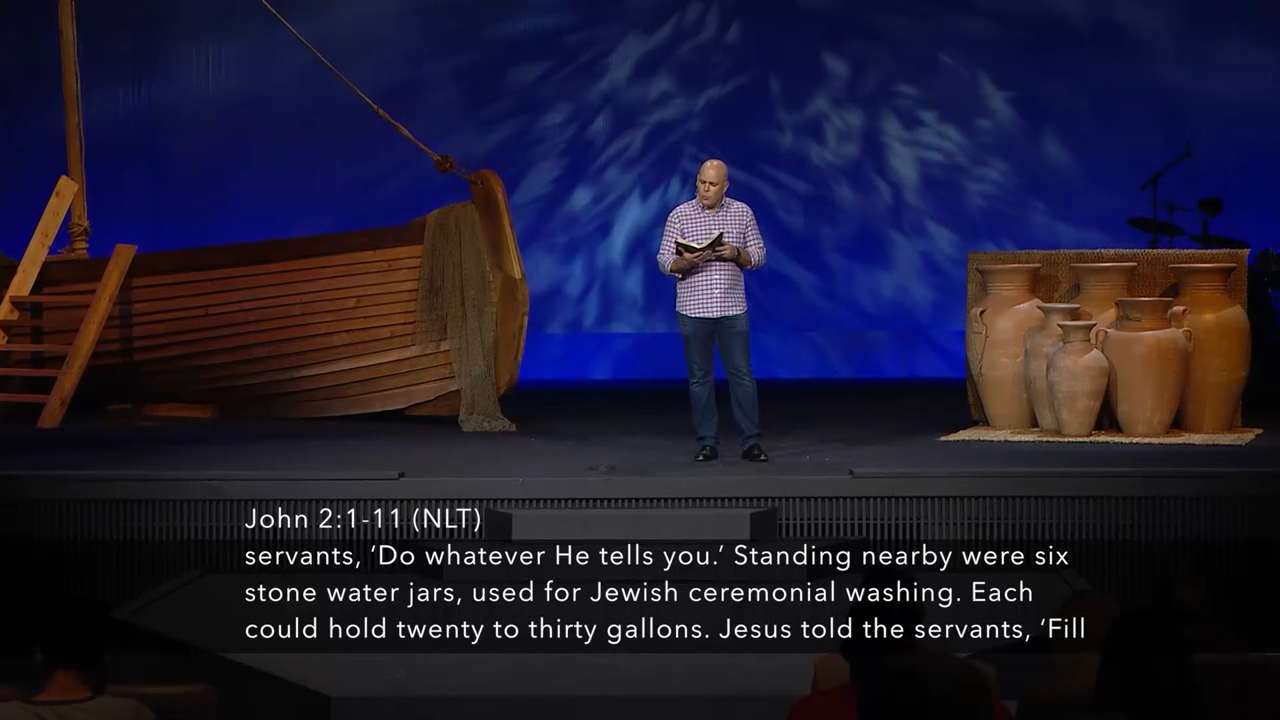 John 2:1-11 (NLT)
servants, ‘Do whatever He tells you.’ Standing nearby were six
stone water jars, used for Jewish ceremonial washing. Each
could hold twenty to thirty gallons. Jesus told the servants, ‘Fill